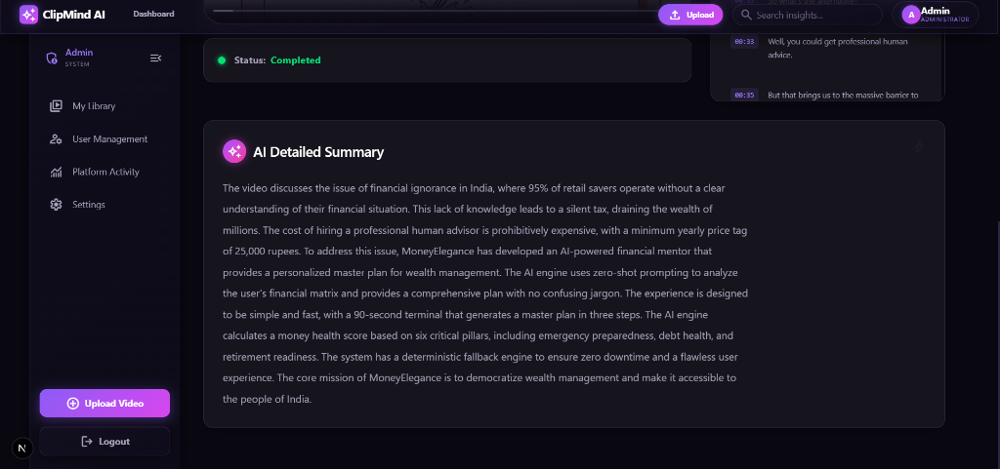 ClipMind AI
Dashboard
Upload
Search insights...
A
Admin
ADMINISTRATOR
Admin
SYSTEM
My Library
User Management
Platform Activity
Settings
Upload Video
Logout
N
Status: Completed
00:33 Well, you could get professional human
advice.
00:35 But that brings us to the massive barrier to
AI Detailed Summary
The video discusses the issue of financial ignorance in India, where 95% of retail savers operate without a clear
understanding of their financial situation. This lack of knowledge leads to a silent tax, draining the wealth of
millions. The cost of hiring a professional human advisor is prohibitively expensive, with a minimum yearly price tag
of 25,000 rupees. To address this issue, MoneyElegance has developed an AI-powered financial mentor that
provides a personalized master plan for wealth management. The AI engine uses zero-shot prompting to analyze
the user's financial matrix and provides a comprehensive plan with no confusing jargon. The experience is designed
to be simple and fast, with a 90-second terminal that generates a master plan in three steps. The AI engine
calculates a money health score based on six critical pillars, including emergency preparedness, debt health, and
retirement readiness. The system has a deterministic fallback engine to ensure zero downtime and a flawless user
experience. The core mission of MoneyElegance is to democratize wealth management and make it accessible to
the people of India.